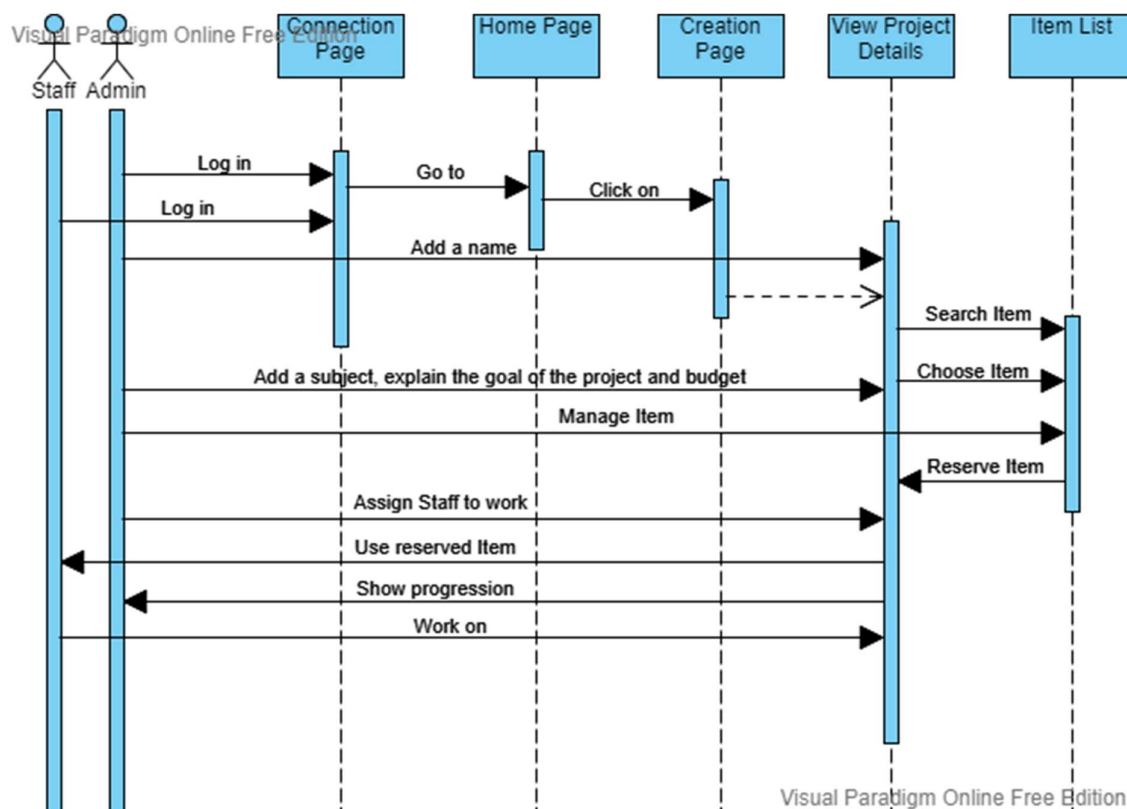 Visual Paradigm Online Free Edition
Connection
Page
Home Page
Creation
Page
View Project
Details
Item List
Staff
Admin
Log in
Go to
Click on
Log in
Add a name
Search Item
Choose Item
Add a subject, explain the goal of the project and budget
Manage Item
Reserve Item
Assign Staff to work
Use reserved Item
Show progression
Work on
Visual Paradigm Online Free Edition